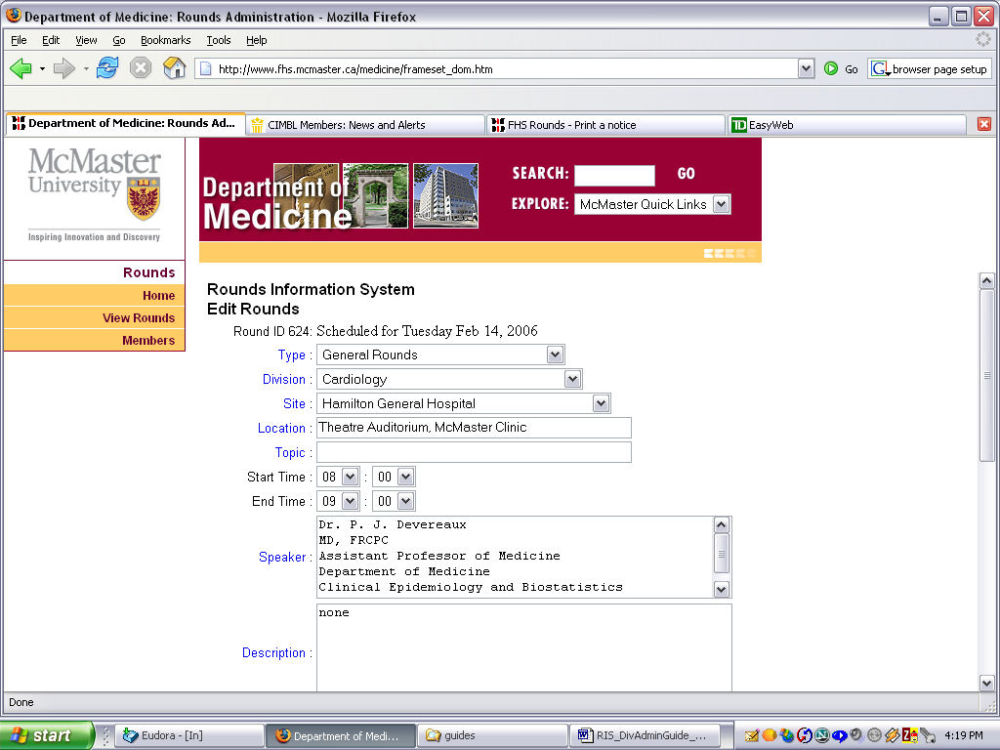 Department of Medicine: Rounds Administration - Mozilla Firefox
File Edit View Go Bookmarks Tools Help
http://www.fhs.mcmaster.ca/medicine/frameset_dom.htm Go G browser page setup
Department of Medicine: Rounds Ad... CIMBL Members: News and Alerts FHS Rounds - Print a notice TD EasyWeb
McMaster
University
Inspiring Innovation and Discovery
Department of
Medicine
SEARCH: GO
EXPLORE: McMaster Quick Links
Rounds
Home
View Rounds
Members
Rounds Information System
Edit Rounds
Round ID 624: Scheduled for Tuesday Feb 14, 2006
Type : General Rounds
Division : Cardiology
Site : Hamilton General Hospital
Location : Theatre Auditorium, McMaster Clinic
Topic :
Start Time : 08 : 00
End Time : 09 : 00
Speaker : Dr. P. J. Devereaux
MD, FRCPC
Assistant Professor of Medicine
Department of Medicine
Clinical Epidemiology and Biostatistics
Description : none
Done
start Eudora - [In] Department of Medi... guides RIS_DivAdminGuide_... 4:19 PM